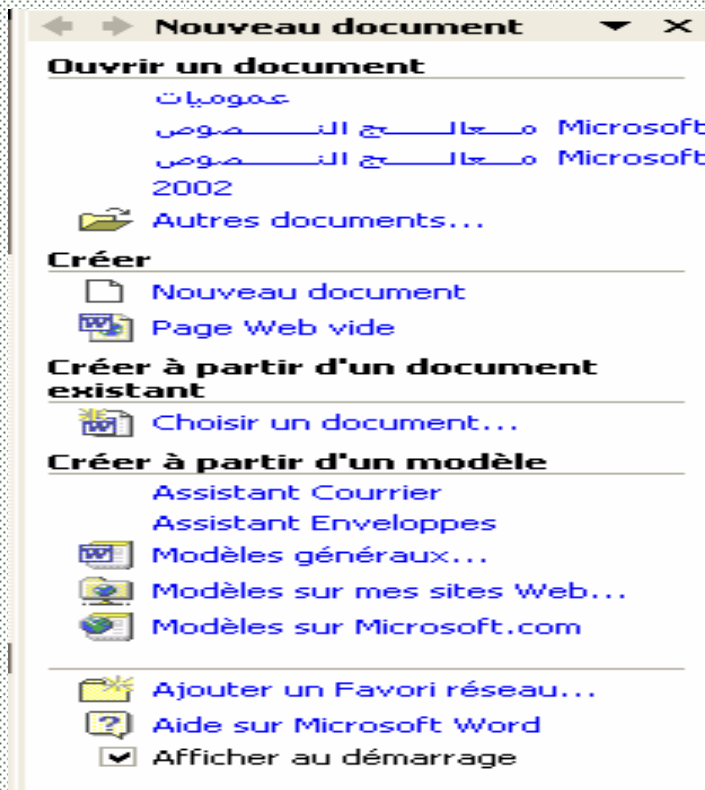 Nouveau document
Ouvrir un document
عموميات
معالج النصوص Microsoft
معالج النصوص Microsoft
2002
Autres documents...
Créer
Nouveau document
Page Web vide
Créer à partir d'un document
existant
Choisir un document...
Créer à partir d'un modèle
Assistant Courrier
Assistant Enveloppes
Modèles généraux...
Modèles sur mes sites Web...
Modèles sur Microsoft.com
Ajouter un Favori réseau...
Aide sur Microsoft Word
Afficher au démarrage